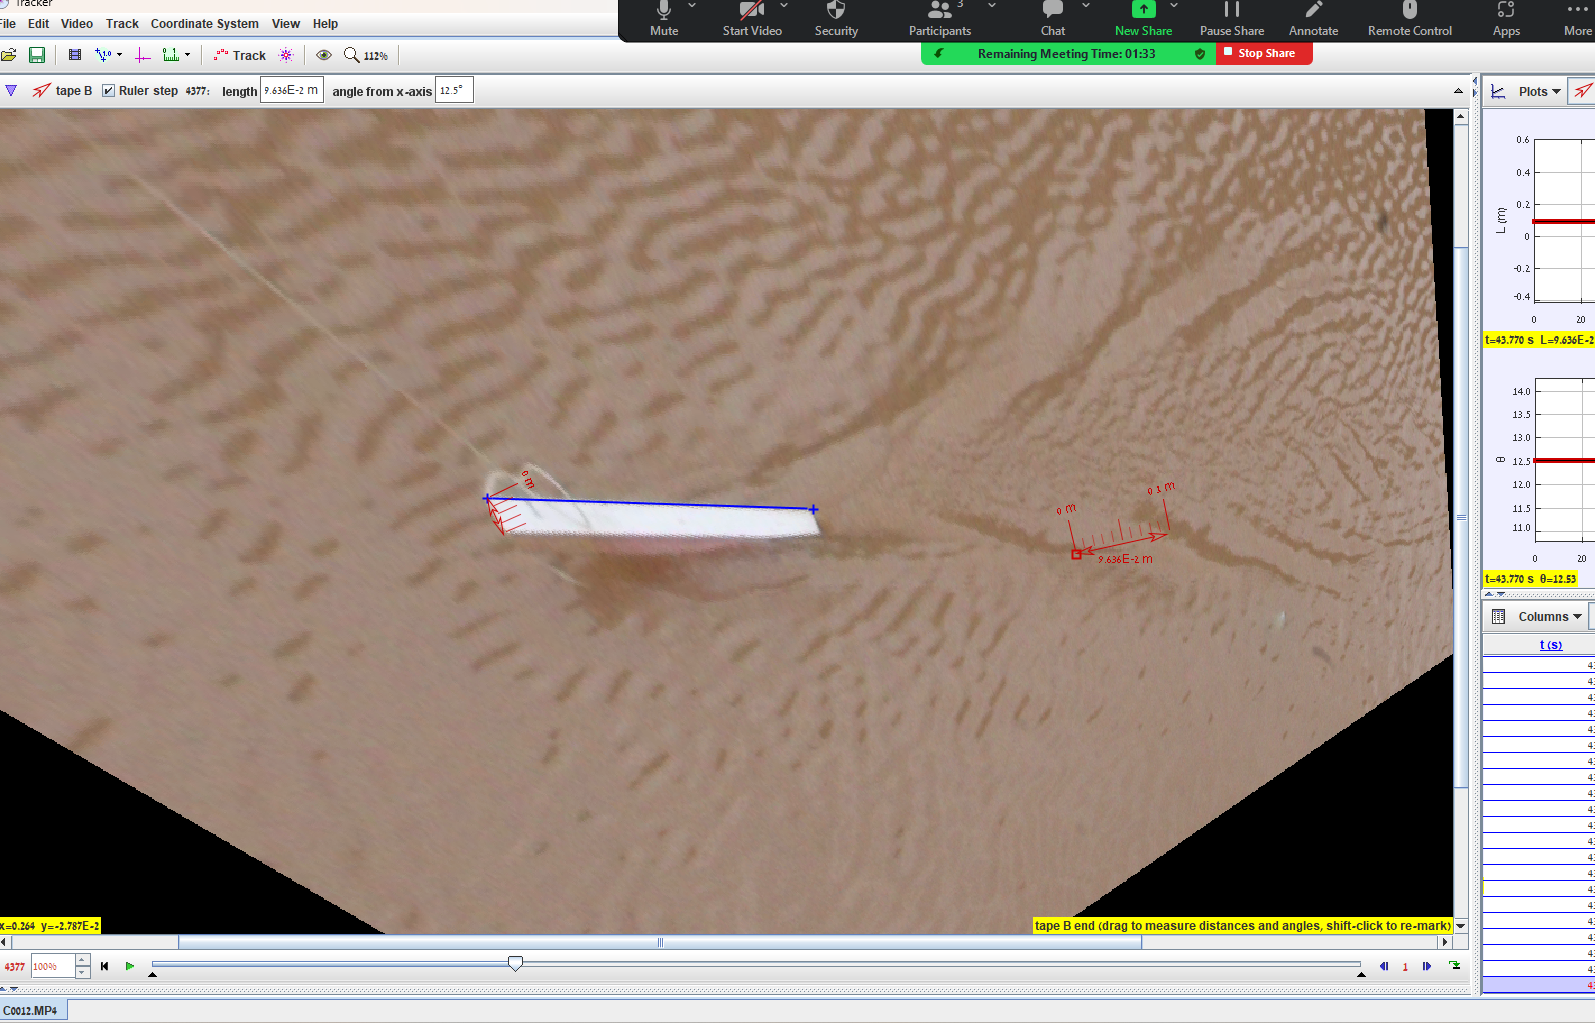 Tracker
File Edit Video Track Coordinate System View Help
Mute Start Video Security Participants 3 Chat New Share Pause Share Annotate Remote Control Apps More
Remaining Meeting Time: 01:33 Stop Share
Track 112%
tape B Ruler step 4377: length 9.636E-2 m angle from x-axis 12.5°
Plots
0.6
0.4
0.2
0
-0.2
-0.4
L (m)
0 20
t=43.770 s L=9.636E-2
14.0
13.5
13.0
12.5
12.0
11.5
11.0
θ
0 20
t=43.770 s θ=12.53
Columns
t (s)
0 m
0 m
0.1 m
9.636E-2 m
x=0.264 y=-2.787E-2
tape B end (drag to measure distances and angles, shift-click to re-mark)
4377 100% 1
C0012.MP4